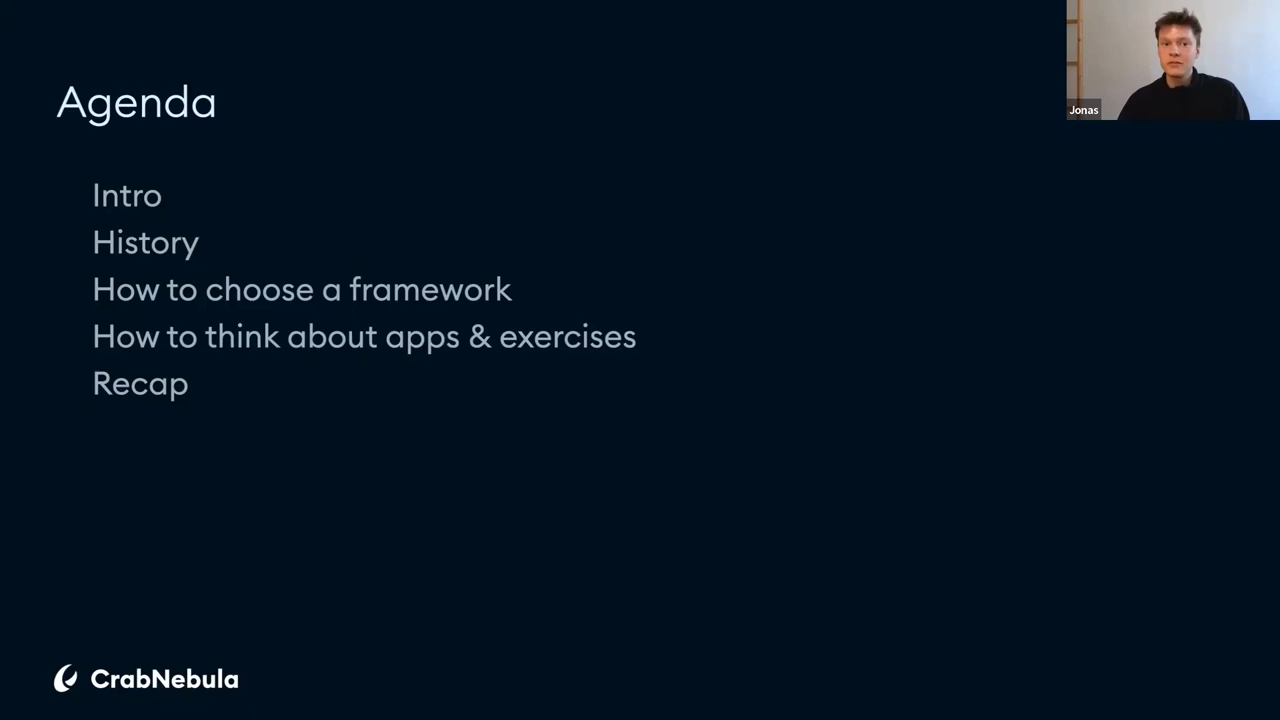 Agenda
Jonas
Intro
History
How to choose a framework
How to think about apps & exercises
Recap
CrabNebula